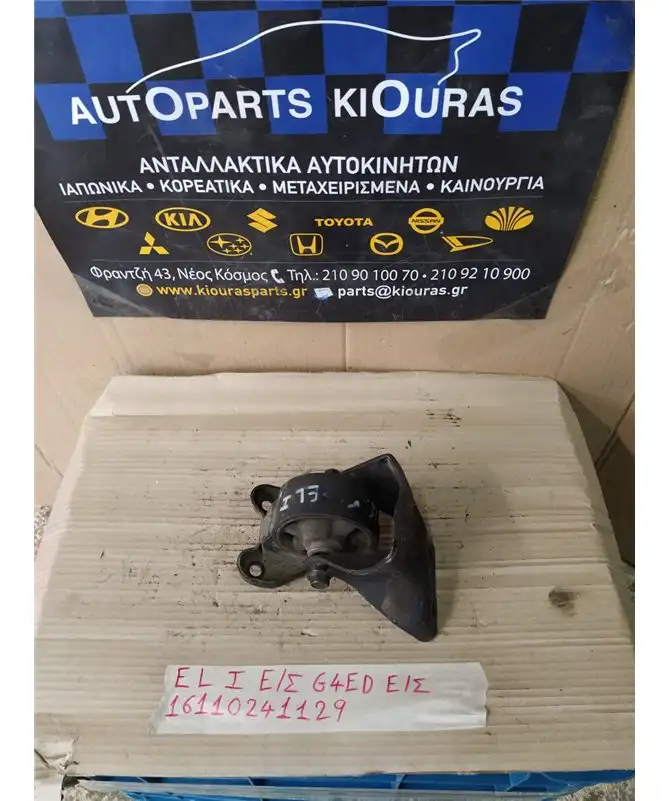 AUTOPARTS KIOURAS
ΑΝΤΑΛΛΑΚΤΙΚΑ ΑΥΤΟΚΙΝΗΤΩΝ
ΙΑΠΩΝΙΚΑ • ΚΟΡΕΑΤΙΚΑ • ΜΕΤΑΧΕΙΡΙΣΜΕΝΑ • ΚΑΙΝΟΥΡΓΙΑ
KIA TOYOTA NISSAN
Φραντζή 43, Νέος Κόσμος Τηλ.: 210 90 100 70 • 210 92 10 900
www.kiourasparts.gr parts@kiouras.gr
EL I E/Σ G4ED E/Σ
16110241129